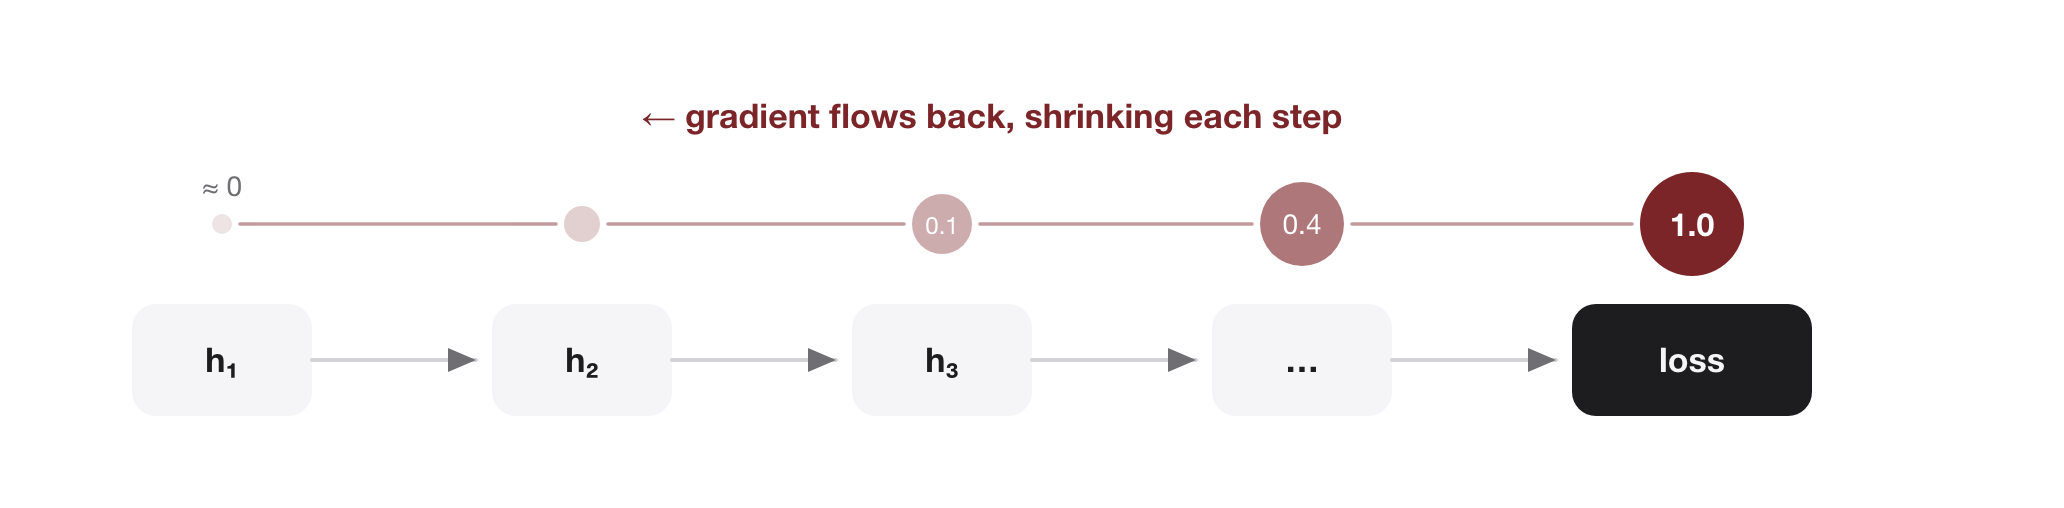 ← gradient flows back, shrinking each step
≈ 0
0.1 0.4 1.0
h₁ h₂ h₃ ... loss